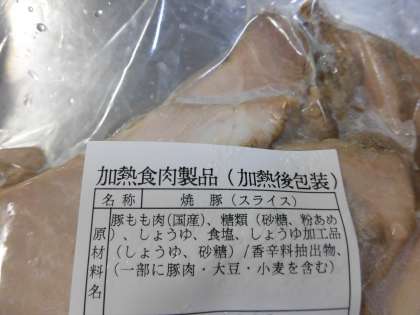 加熱食肉製品(加熱後包装)
名称 焼豚(スライス)
原材料名 豚もも肉(国産)、糖類(砂糖、粉あめ
)、しょうゆ、食塩、しょうゆ加工品
(しょうゆ、砂糖)/香辛料抽出物、
(一部に豚肉・大豆・小麦を含む)